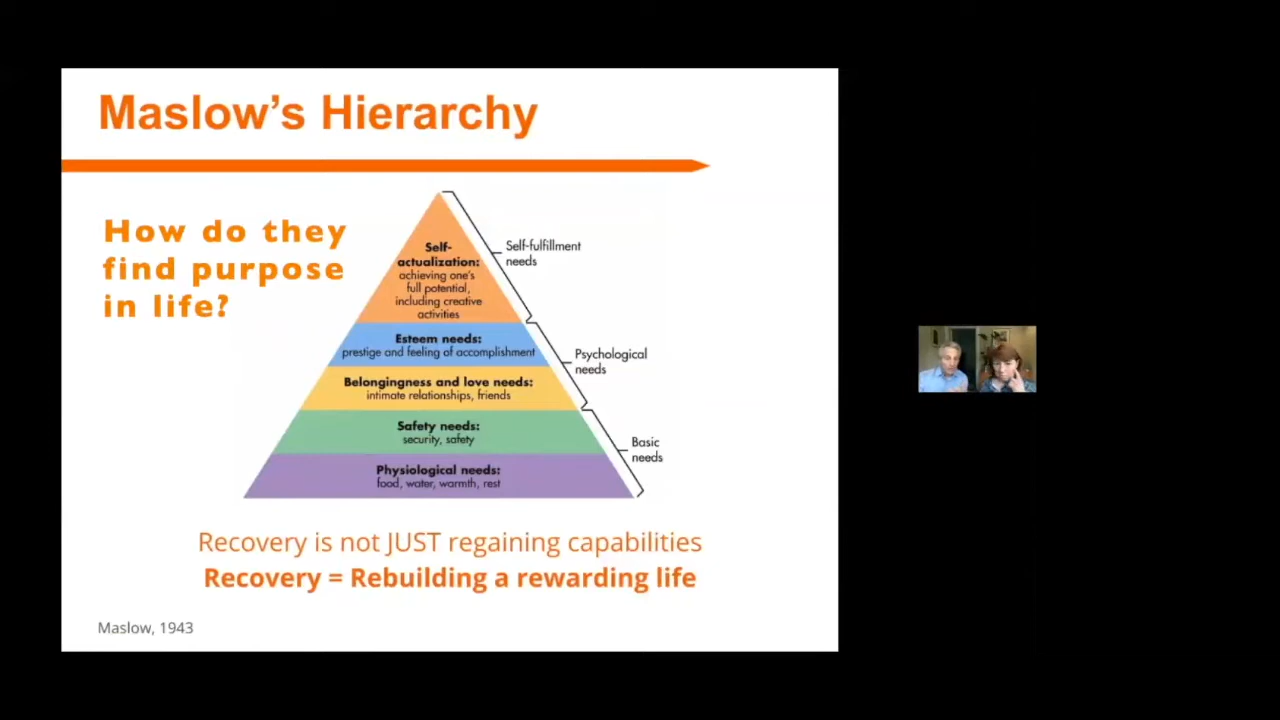 Maslow's Hierarchy
How do they
find purpose
in life?
Self-
actualization:
achieving one's
full potential,
including creative
activities
Self-fulfillment
needs
Esteem needs:
prestige and feeling of accomplishment
Psychological
needs
Belongingness and love needs:
intimate relationships, friends
Safety needs:
security, safety
Basic
needs
Physiological needs:
food, water, warmth, rest
Recovery is not JUST regaining capabilities
Recovery = Rebuilding a rewarding life
Maslow, 1943